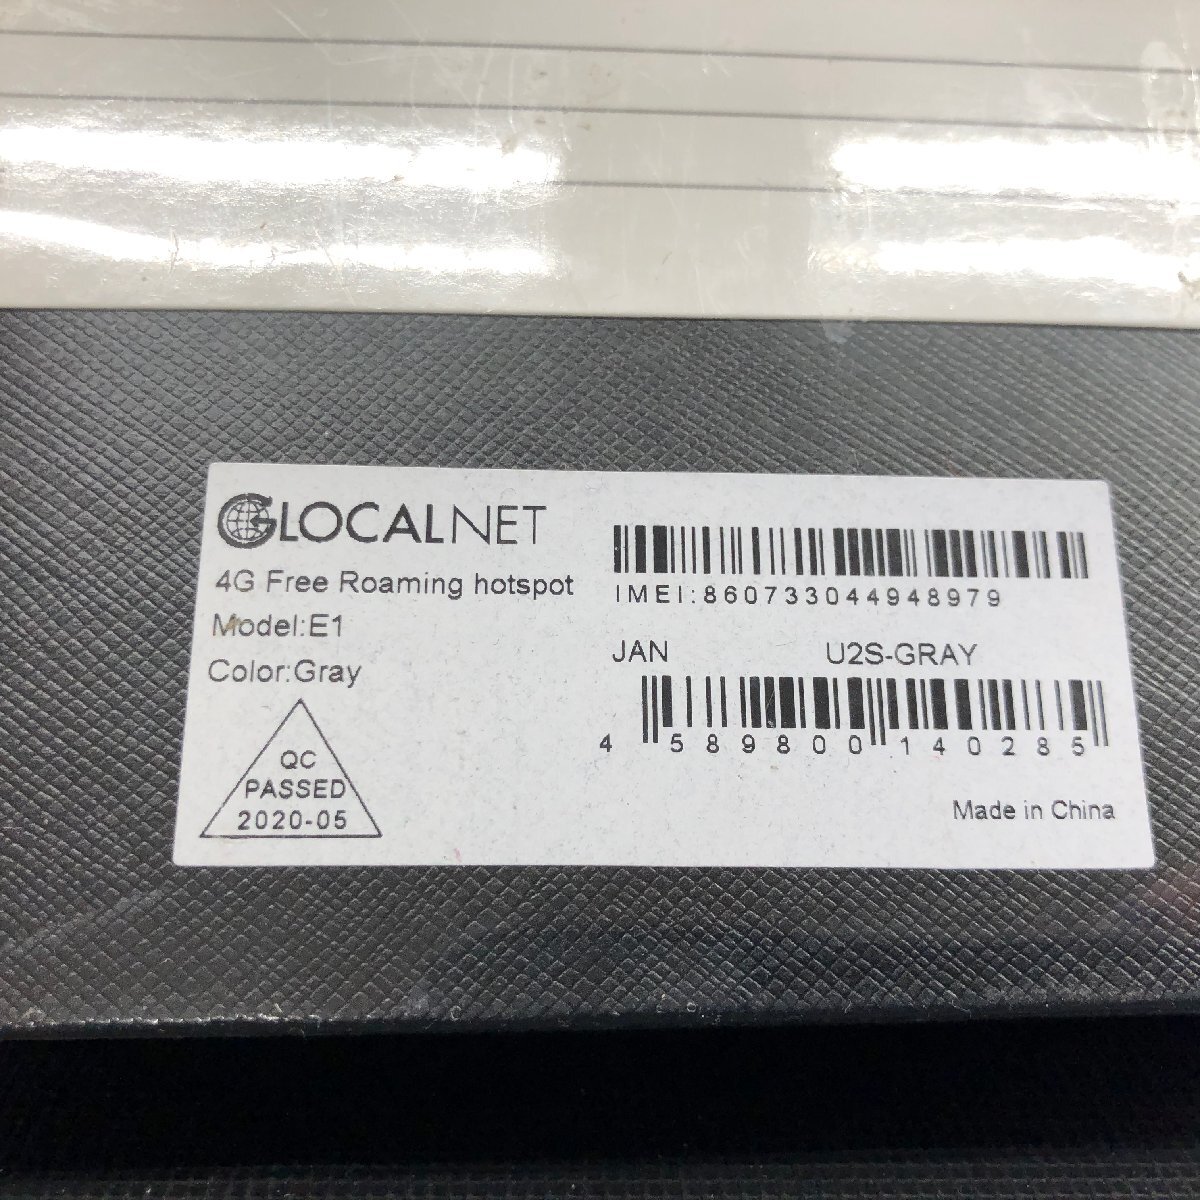 GLOCALNET
4G Free Roaming hotspot
Model:E1
Color:Gray
QC
PASSED
2020-05
IMEI:860733044948979
JAN U2S-GRAY
4 589800 140285
Made in China